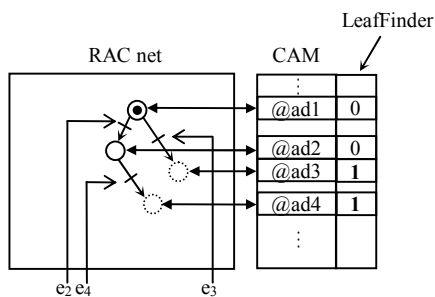 LeafFinder
RAC net CAM
⋮
@ad1 0
@ad2 0
@ad3 1
@ad4 1
⋮
e2 e4 e3